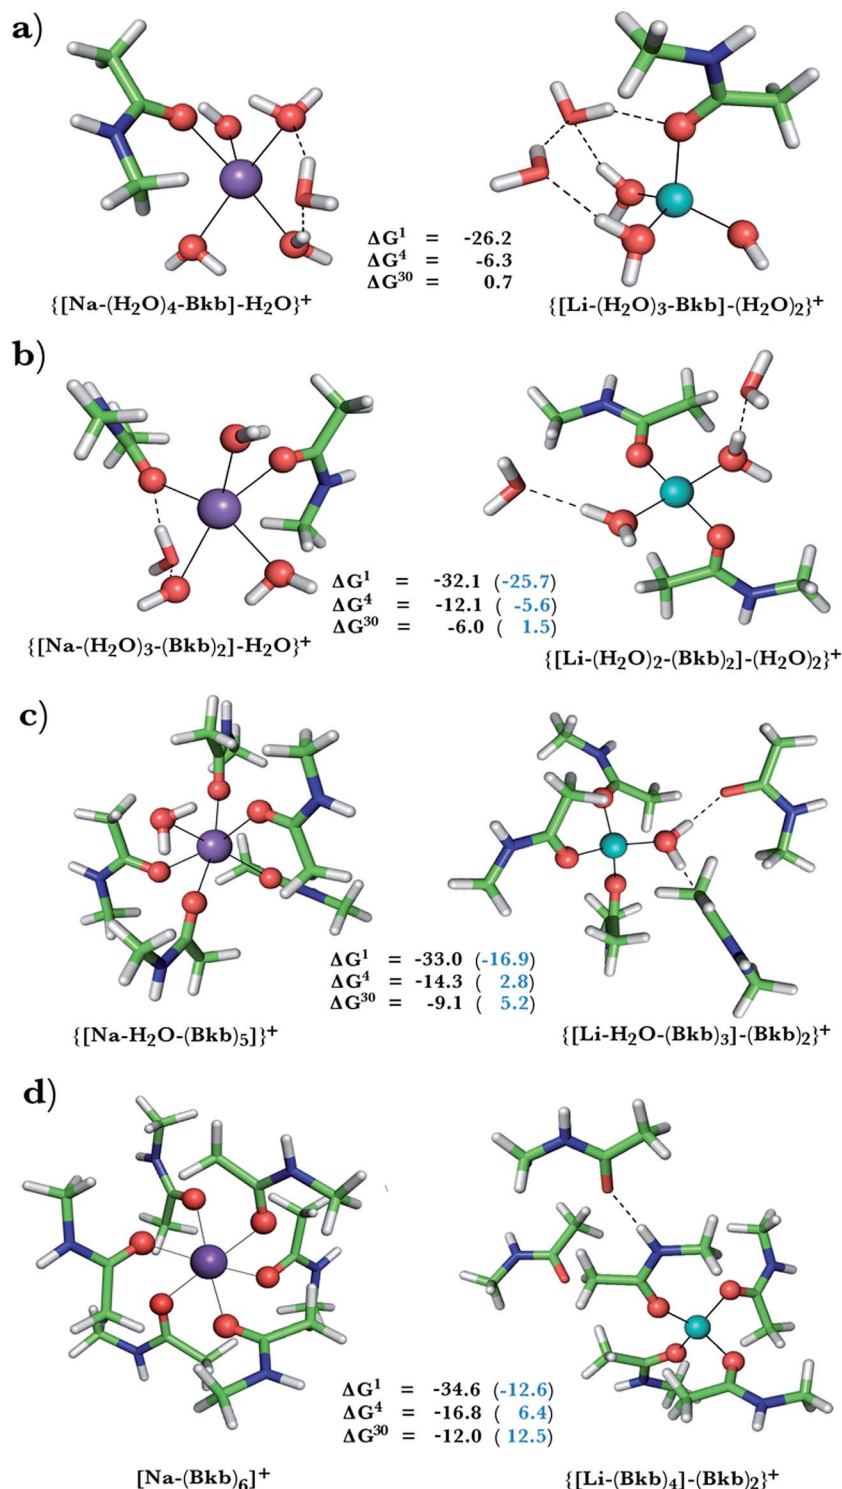 a)
ΔG¹ = -26.2
ΔG⁴ = -6.3
ΔG³⁰ = 0.7
{[Na-(H₂O)₄-Bkb]-H₂O}⁺
{[Li-(H₂O)₃-Bkb]-(H₂O)₂}⁺
b)
ΔG¹ = -32.1 (-25.7)
ΔG⁴ = -12.1 ( -5.6)
ΔG³⁰ = -6.0 ( 1.5)
{[Na-(H₂O)₃-(Bkb)₂]-H₂O}⁺
{[Li-(H₂O)₂-(Bkb)₂]-(H₂O)₂}⁺
c)
ΔG¹ = -33.0 (-16.9)
ΔG⁴ = -14.3 ( 2.8)
ΔG³⁰ = -9.1 ( 5.2)
{[Na-H₂O-(Bkb)₅]}⁺
{[Li-H₂O-(Bkb)₃]-(Bkb)₂}⁺
d)
ΔG¹ = -34.6 (-12.6)
ΔG⁴ = -16.8 ( 6.4)
ΔG³⁰ = -12.0 ( 12.5)
[Na-(Bkb)₆]⁺
{[Li-(Bkb)₄]-(Bkb)₂}⁺